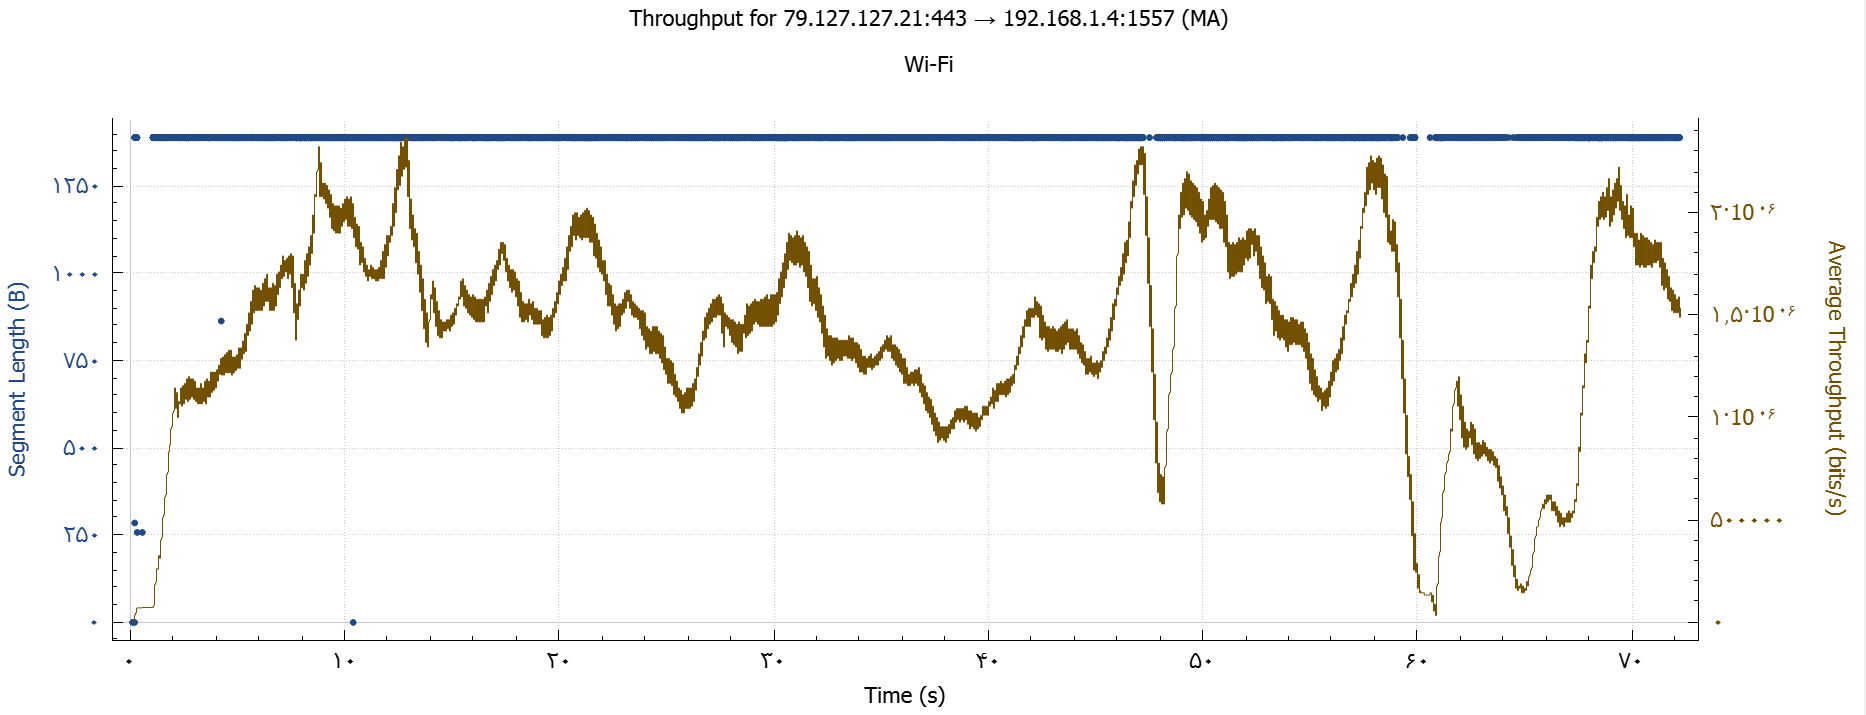 Throughput for 79.127.127.21:443 → 192.168.1.4:1557 (MA)
Wi-Fi
Segment Length (B)
۱۲۵۰
۱۰۰۰
۷۵۰
۵۰۰
۲۵۰
۰
Average Throughput (bits/s)
۲·10۰۶
۱٫۵·10۰۶
۱·10۰۶
۵۰۰۰۰۰
۰
۰ ۱۰ ۲۰ ۳۰ ۴۰ ۵۰ ۶۰ ۷۰
Time (s)